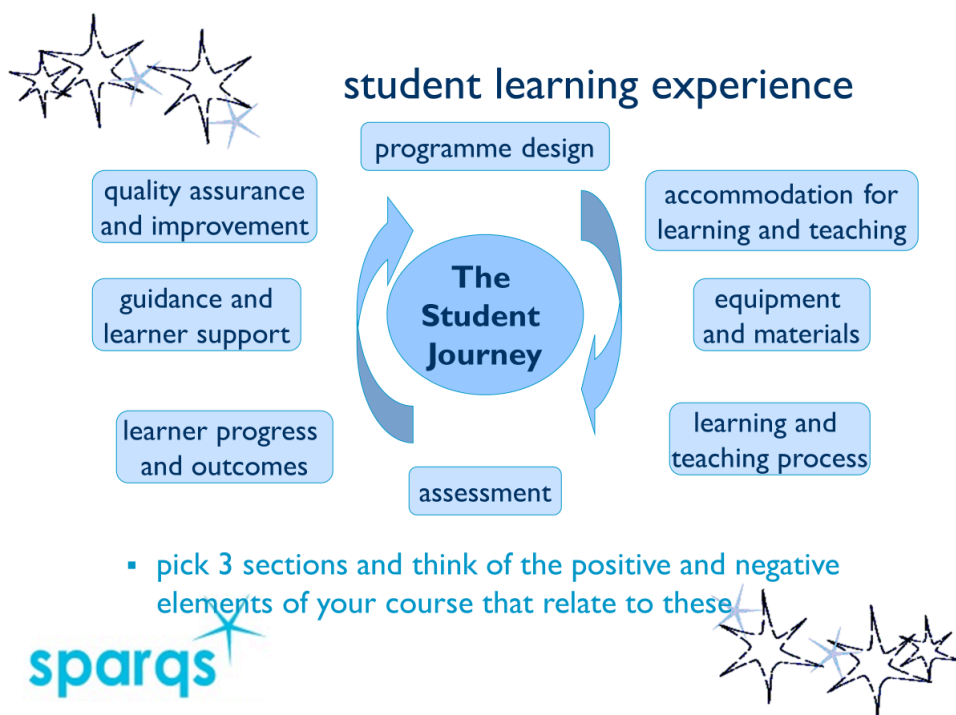 student learning experience
programme design
quality assurance
and improvement
accommodation for
learning and teaching
guidance and
learner support
The
Student
Journey
equipment
and materials
learner progress
and outcomes
learning and
teaching process
assessment
▪ pick 3 sections and think of the positive and negative
elements of your course that relate to these
sparqs